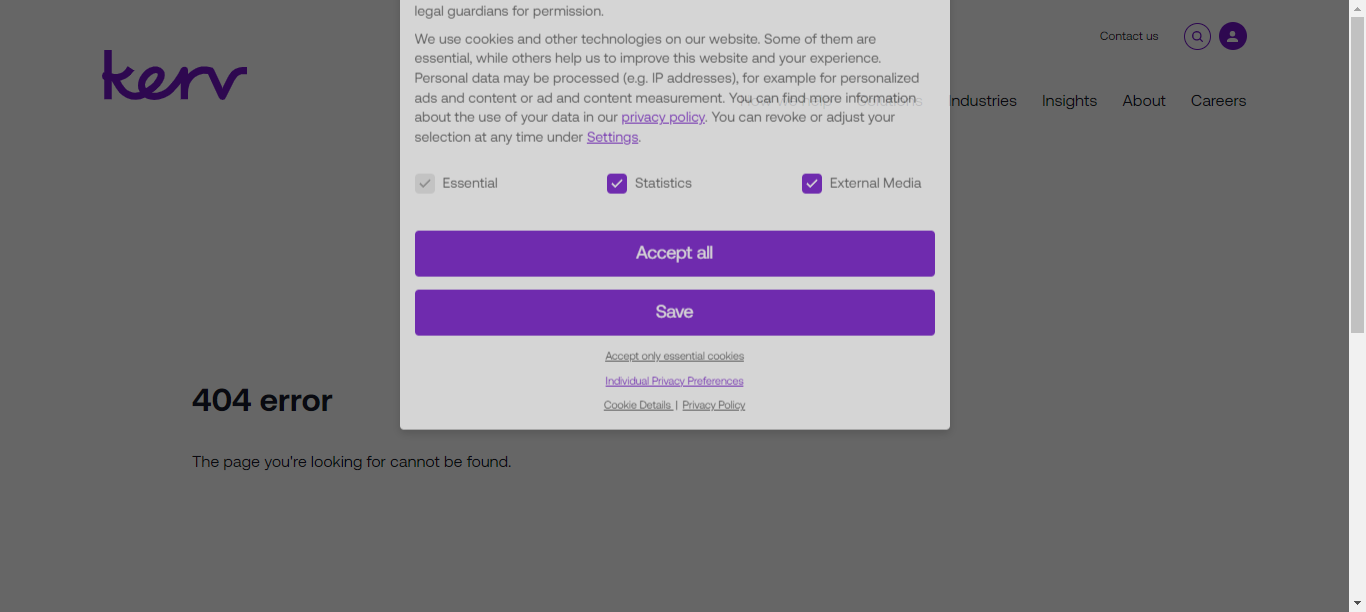 legal guardians for permission.
We use cookies and other technologies on our website. Some of them are
essential, while others help us to improve this website and your experience.
Personal data may be processed (e.g. IP addresses), for example for personalized
ads and content or ad and content measurement. You can find more information
about the use of your data in our privacy policy. You can revoke or adjust your
selection at any time under Settings.
Essential
Statistics
External Media
Accept all
Save
Accept only essential cookies
Individual Privacy Preferences
Cookie Details | Privacy Policy
kerv
Contact us
Industries Insights About Careers
404 error
The page you're looking for cannot be found.